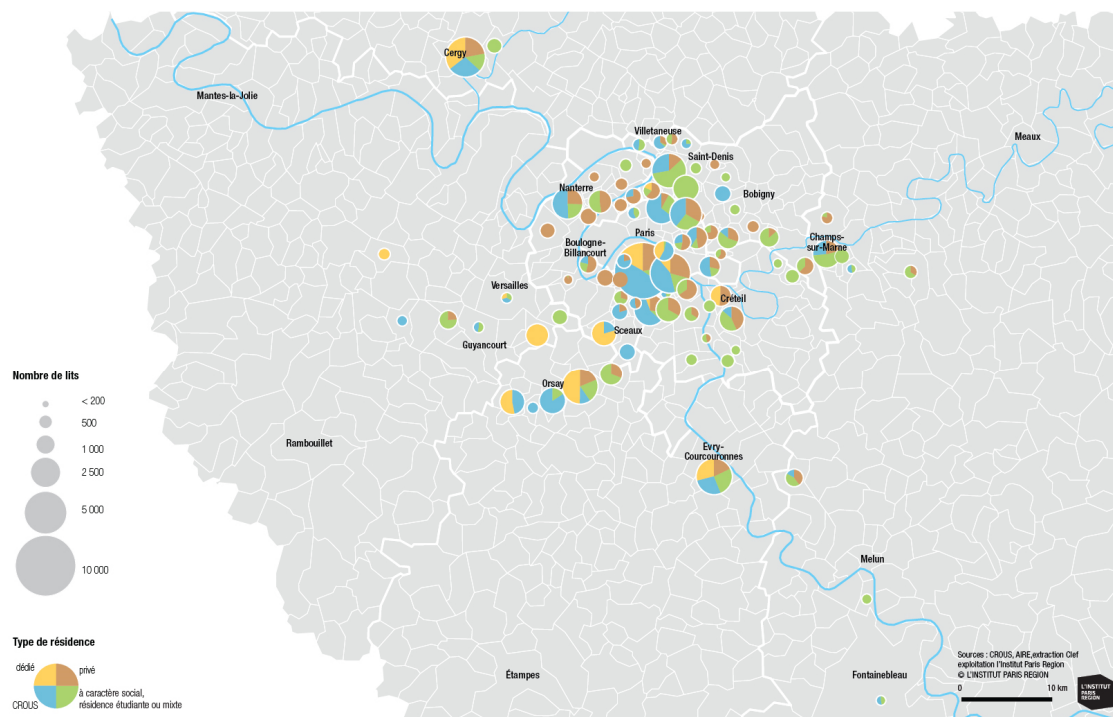 Cergy
Mantes-la-Jolie
Meaux
Villetaneuse
Saint-Denis
Nanterre
Bobigny
Paris
Boulogne-
Billancourt
Champs-
sur-Marne
Versailles
Créteil
Sceaux
Guyancourt
Orsay
Rambouillet
Evry-
Courcouronnes
Melun
Étampes
Fontainebleau
Nombre de lits
< 200
500
1 000
2 500
5 000
10 000
Type de résidence
dédié
privé
CROUS
à caractère social,
résidence étudiante ou mixte
Sources : CROUS, AIRE,extraction Clef
exploitation l'Institut Paris Region
© L'INSTITUT PARIS REGION
0 10 km
L'INSTITUT
PARIS
REGION